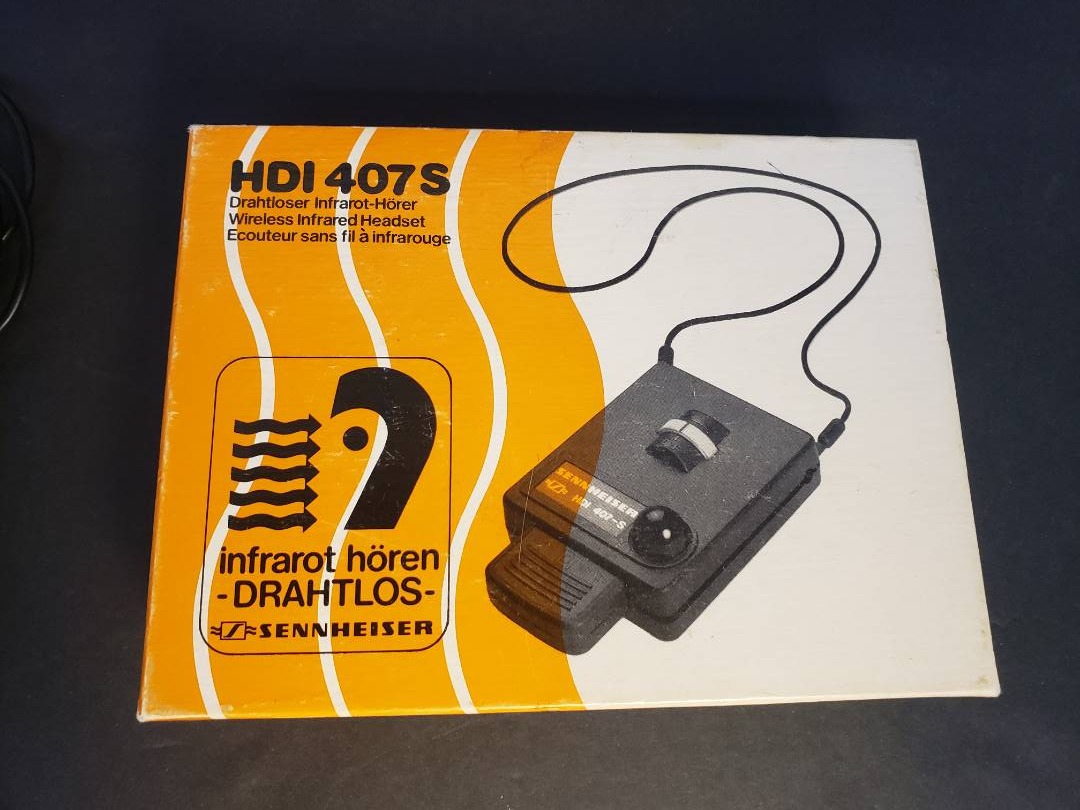 HDI 407 S
Drahtloser Infrarot-Hörer
Wireless Infrared Headset
Ecouteur sans fil à infrarouge
infrarot hören
-DRAHTLOS-
SENNHEISER
SENNHEISER
HDI 407-S